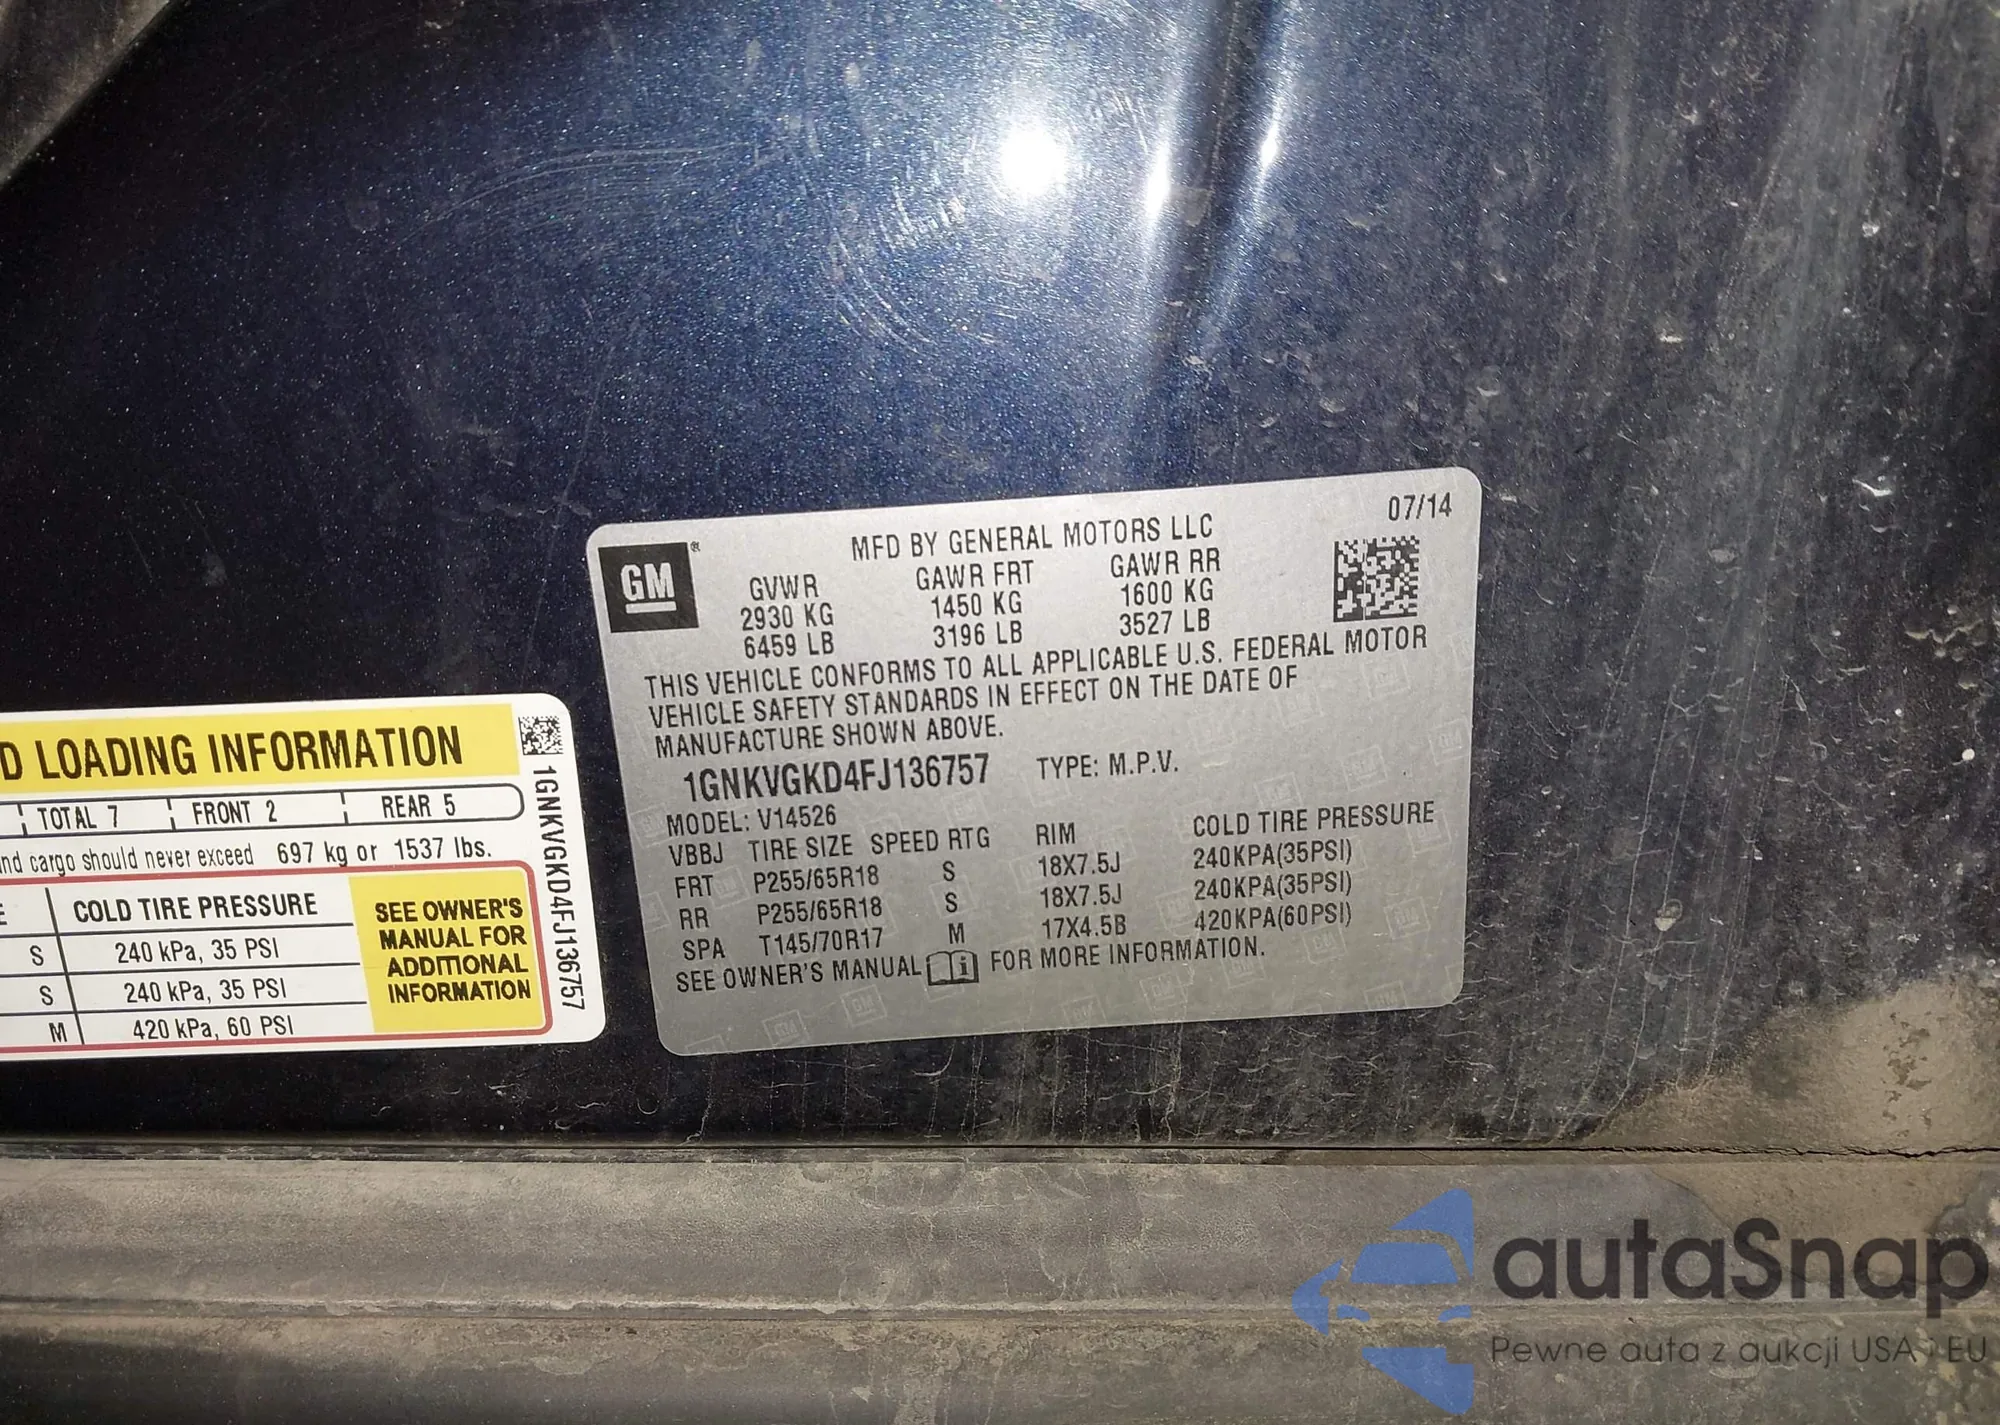 07/14
MFD BY GENERAL MOTORS LLC
GM®
GVWR GAWR FRT GAWR RR
2930 KG 1450 KG 1600 KG
6459 LB 3196 LB 3527 LB
THIS VEHICLE CONFORMS TO ALL APPLICABLE U.S. FEDERAL MOTOR
VEHICLE SAFETY STANDARDS IN EFFECT ON THE DATE OF
MANUFACTURE SHOWN ABOVE.
1GNKVGKD4FJ136757 TYPE: M.P.V.
MODEL: V14526
VBBJ TIRE SIZE SPEED RTG RIM COLD TIRE PRESSURE
FRT P255/65R18 S 18X7.5J 240KPA(35PSI)
RR P255/65R18 S 18X7.5J 240KPA(35PSI)
SPA T145/70R17 M 17X4.5B 420KPA(60PSI)
SEE OWNER'S MANUAL i FOR MORE INFORMATION.
D LOADING INFORMATION
TOTAL 7 FRONT 2 REAR 5
nd cargo should never exceed 697 kg or 1537 lbs.
E COLD TIRE PRESSURE
S 240 kPa, 35 PSI
S 240 kPa, 35 PSI
M 420 kPa, 60 PSI
SEE OWNER'S
MANUAL FOR
ADDITIONAL
INFORMATION
1GNKVGKD4FJ136757
autaSnap
Pewne auta z aukcji USA i EU